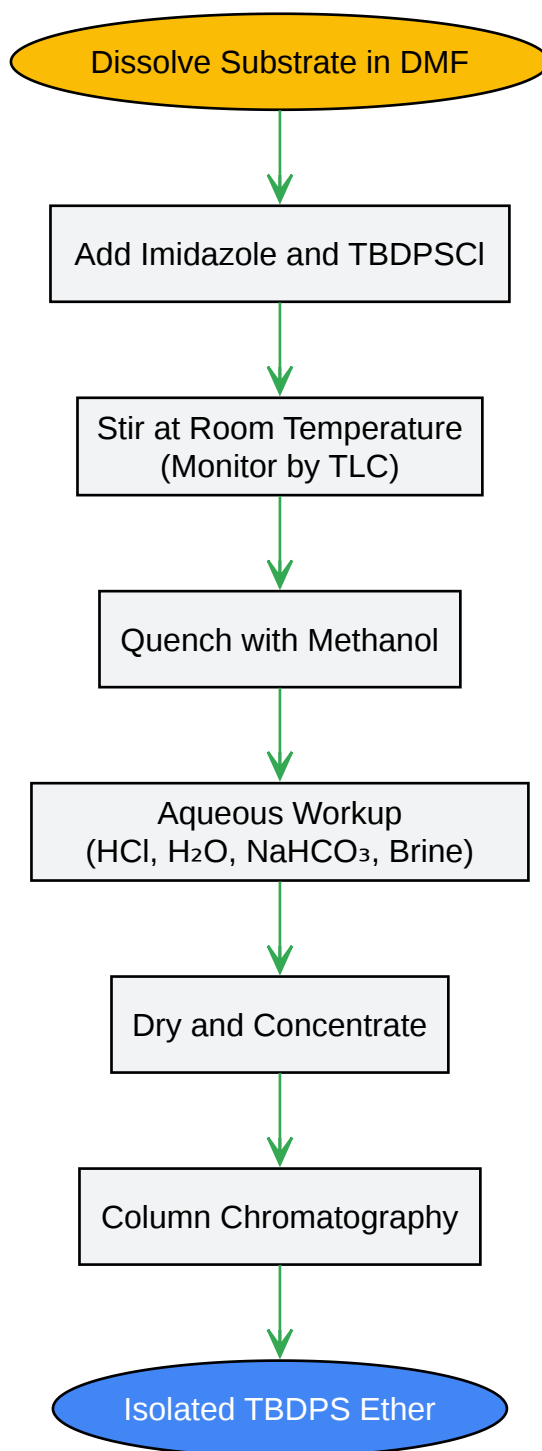 Dissolve Substrate in DMF
Add Imidazole and TBDPSCl
Stir at Room Temperature
(Monitor by TLC)
Quench with Methanol
Aqueous Workup
(HCl, H₂O, NaHCO₃, Brine)
Dry and Concentrate
Column Chromatography
Isolated TBDPS Ether